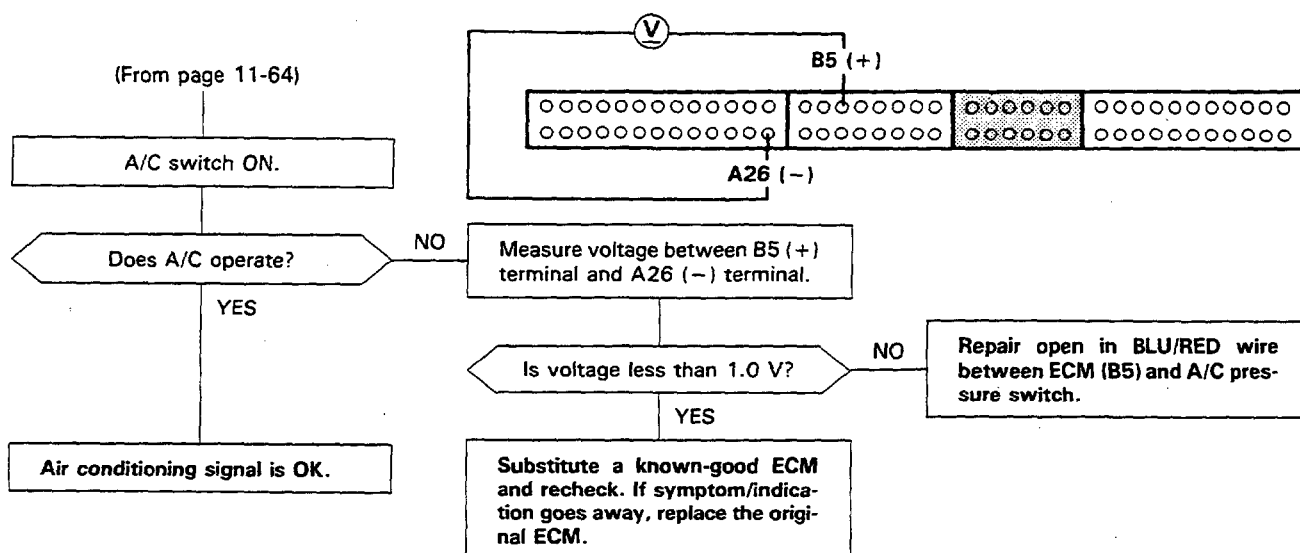 V
B5 (+)
A26 (−)
(From page 11-64)
A/C switch ON.
Does A/C operate?
NO
YES
Measure voltage between B5 (+)
terminal and A26 (−) terminal.
Is voltage less than 1.0 V?
NO
Repair open in BLU/RED wire
between ECM (B5) and A/C pres-
sure switch.
YES
Air conditioning signal is OK.
Substitute a known-good ECM
and recheck. If symptom/indica-
tion goes away, replace the origi-
nal ECM.